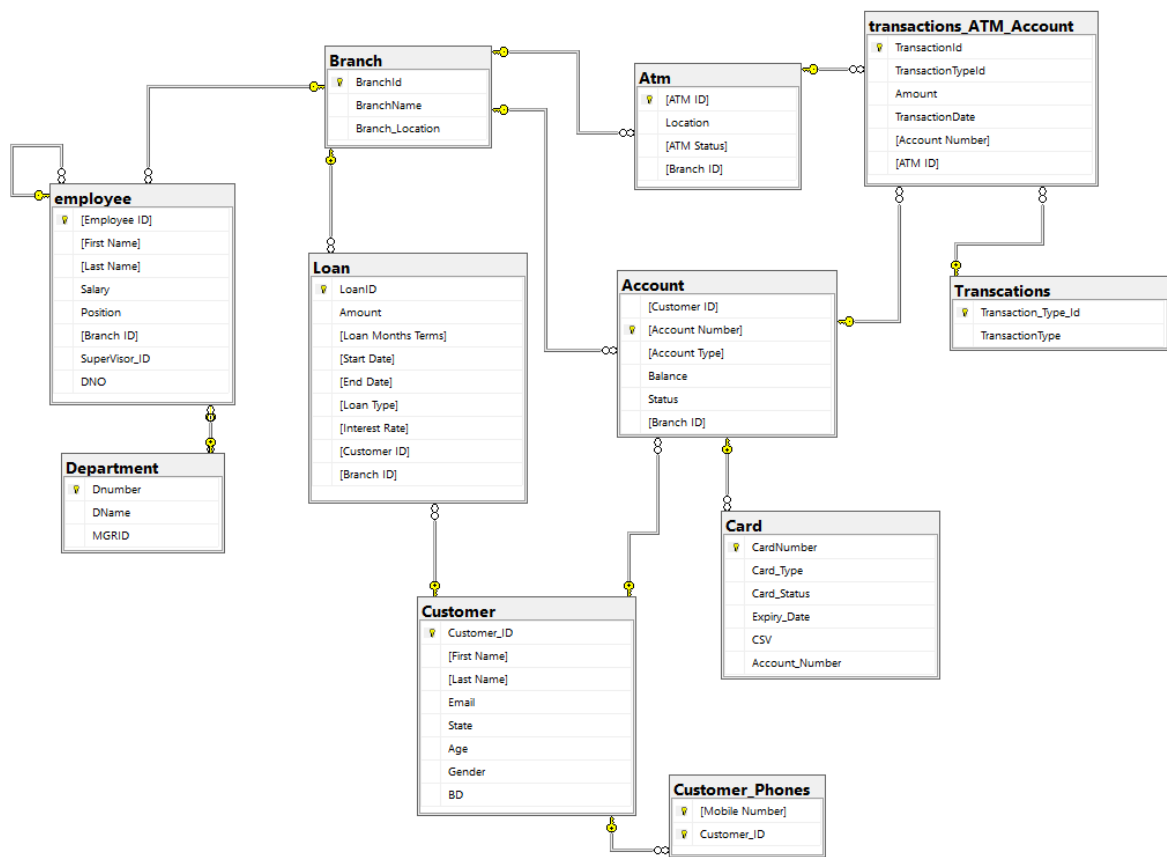 Branch
BranchId
BranchName
Branch_Location
Atm
[ATM ID]
Location
[ATM Status]
[Branch ID]
transactions_ATM_Account
TransactionId
TransactionTypeId
Amount
TransactionDate
[Account Number]
[ATM ID]
employee
[Employee ID]
[First Name]
[Last Name]
Salary
Position
[Branch ID]
SuperVisor_ID
DNO
Loan
LoanID
Amount
[Loan Months Terms]
[Start Date]
[End Date]
[Loan Type]
[Interest Rate]
[Customer ID]
[Branch ID]
Account
[Customer ID]
[Account Number]
[Account Type]
Balance
Status
[Branch ID]
Transcations
Transaction_Type_Id
TransactionType
Department
Dnumber
DName
MGRID
Card
CardNumber
Card_Type
Card_Status
Expiry_Date
CSV
Account_Number
Customer
Customer_ID
[First Name]
[Last Name]
Email
State
Age
Gender
BD
Customer_Phones
[Mobile Number]
Customer_ID